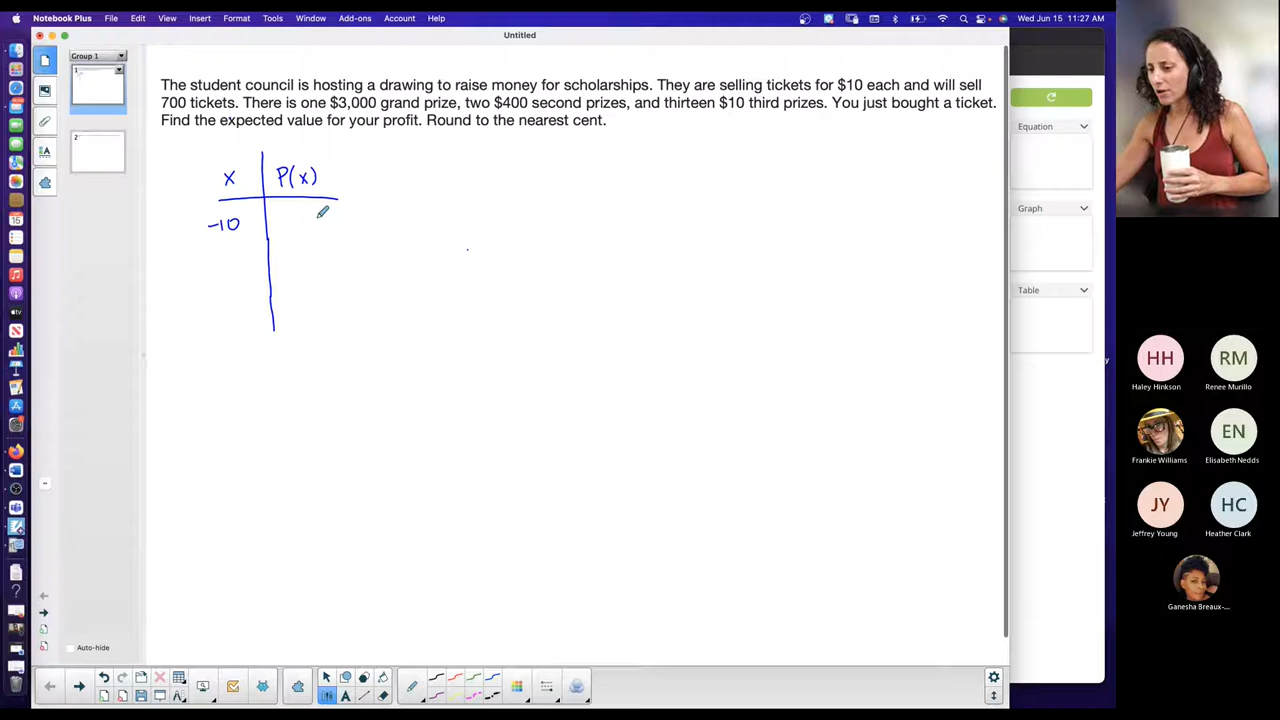 Notebook Plus File Edit View Insert Format Tools Window Add-ons Account Help Wed Jun 15 11:27 AM
Untitled
Group 1
1
2
The student council is hosting a drawing to raise money for scholarships. They are selling tickets for $10 each and will sell
700 tickets. There is one $3,000 grand prize, two $400 second prizes, and thirteen $10 third prizes. You just bought a ticket.
Find the expected value for your profit. Round to the nearest cent.
x P(x)
-10
Equation
Graph
Table
15
HH RM
Haley Hinkson Renee Murillo
EN
Frankie Williams Elisabeth Nedds
JY HC
Jeffrey Young Heather Clark
Ganesha Breaux-...
Auto-hide